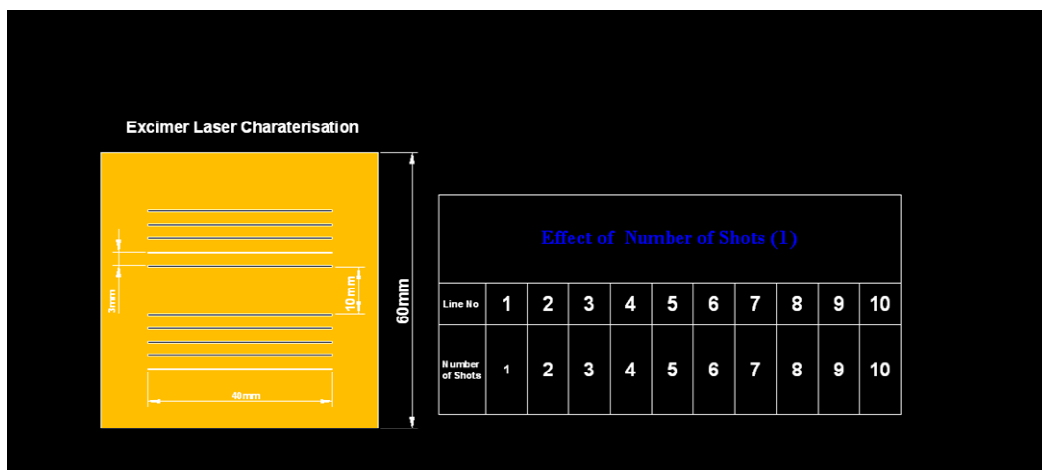 Excimer Laser Charaterisation
3mm
10mm
40mm
60mm
Effect of Number of Shots (1)
Line No 1 2 3 4 5 6 7 8 9 10
Number
of Shots 1 2 3 4 5 6 7 8 9 10